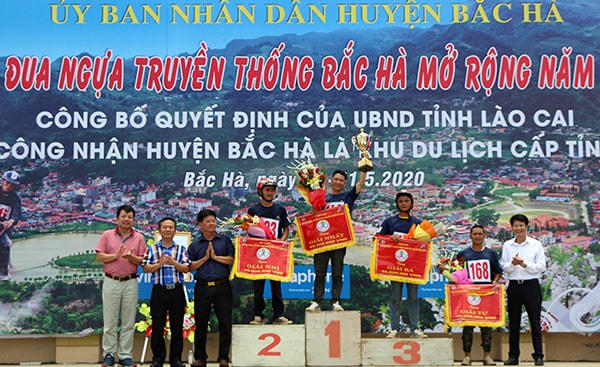 ỦY BAN NHÂN DÂN HUYỆN BẮC HÀ
ĐUA NGỰA TRUYỀN THỐNG BẮC HÀ MỞ RỘNG NĂM
CÔNG BỐ QUYẾT ĐỊNH CỦA UBND TỈNH LÀO CAI
CÔNG NHẬN HUYỆN BẮC HÀ LÀ KHU DU LỊCH CẤP TỈN
Bắc Hà, ngày 1.5.2020
GIẢI NHẤT
GIẢI NHÌ
GIẢI BA
GIẢI TƯ
168
1
2
3